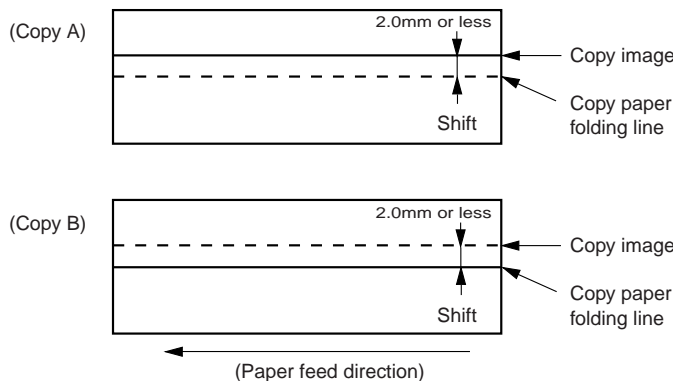 (Copy A)
2.0mm or less
Copy image
Copy paper
folding line
Shift
(Copy B)
2.0mm or less
Copy image
Copy paper
folding line
Shift
(Paper feed direction)